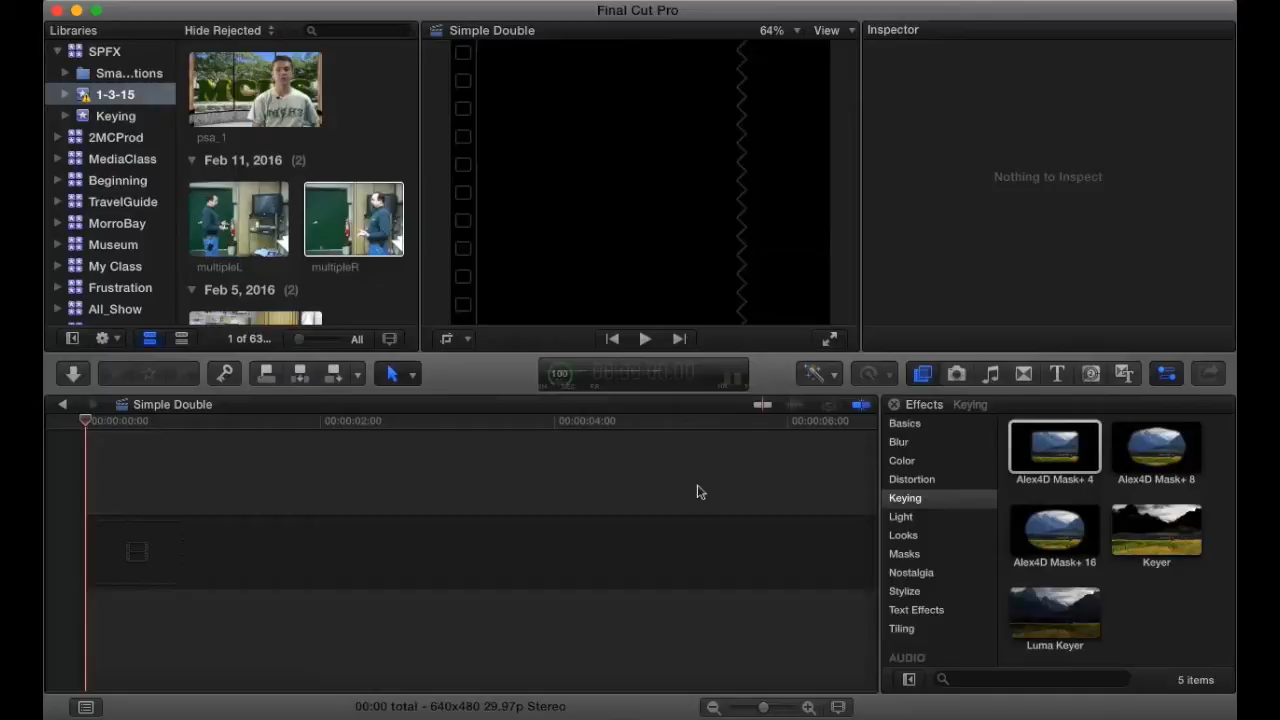 Final Cut Pro
Libraries
Hide Rejected
Simple Double
64%
View
Inspector
SPFX
Sma...tions
1-3-15
Keying
2MCProd
MediaClass
Beginning
TravelGuide
MorroBay
Museum
My Class
Frustration
All_Show
psa_1
Feb 11, 2016 (2)
multipleL
multipleR
Feb 5, 2016 (2)
1 of 63...
All
Nothing to Inspect
100
00:00:00:00
Simple Double
00:00:00:00
00:00:02:00
00:00:04:00
00:00:06:00
Effects Keying
Basics
Blur
Color
Distortion
Keying
Light
Looks
Masks
Nostalgia
Stylize
Text Effects
Tiling
AUDIO
Alex4D Mask+ 4
Alex4D Mask+ 8
Alex4D Mask+ 16
Keyer
Luma Keyer
00:00 total - 640x480 29.97p Stereo
5 items